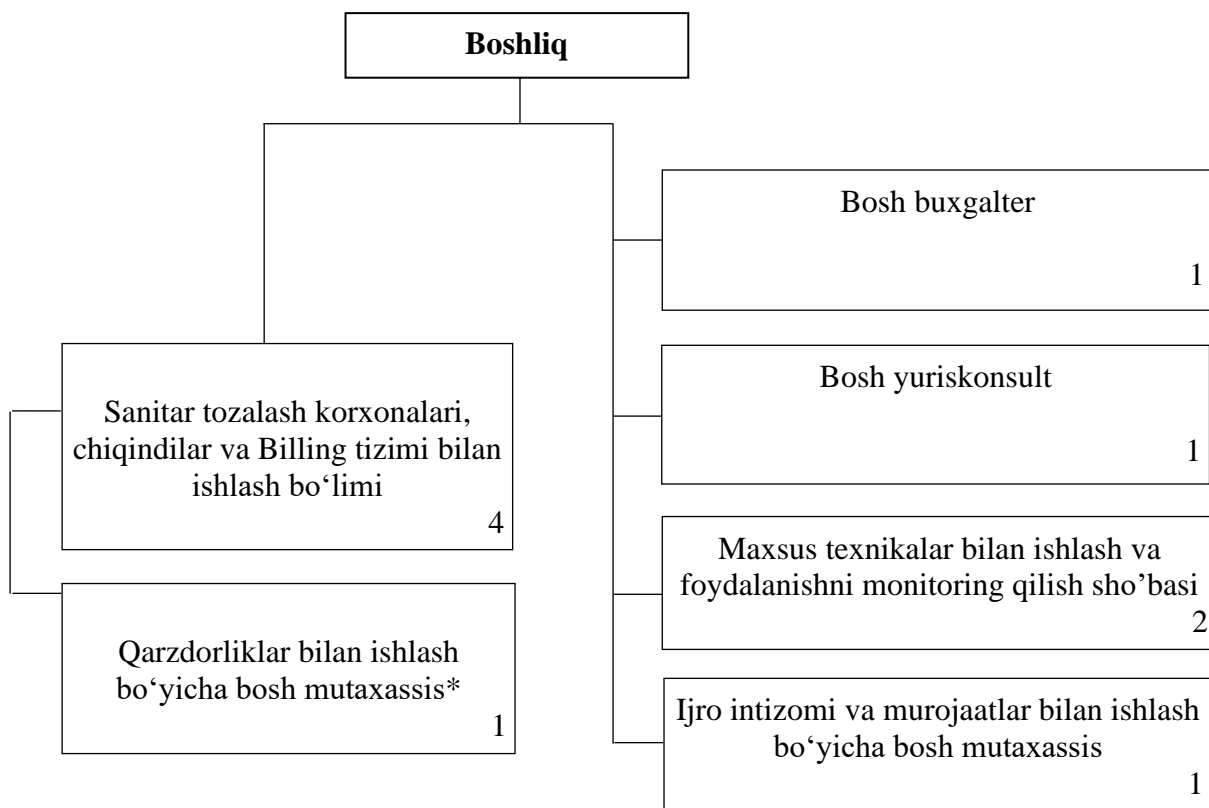 Boshliq
Sanitar tozalash korxonalari,
chiqindilar va Billing tizimi bilan
ishlash bo‘limi
4
Qarzdorliklar bilan ishlash
bo‘yicha bosh mutaxassis*
1
Bosh buxgalter
1
Bosh yuriskonsult
1
Maxsus texnikalar bilan ishlash va
foydalanishni monitoring qilish sho’basi
2
Ijro intizomi va murojaatlar bilan ishlash
bo‘yicha bosh mutaxassis
1